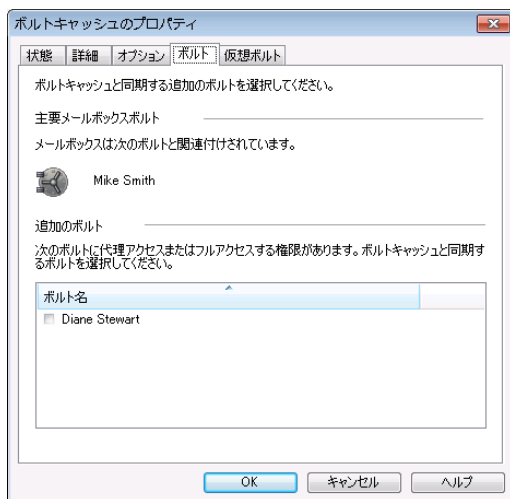 ボルトキャッシュのプロパティ
状態 詳細 オプション ボルト 仮想ボルト
ボルトキャッシュと同期する追加のボルトを選択してください。
主要メールボックスボルト
メールボックスは次のボルトと関連付けされています。
Mike Smith
追加のボルト
次のボルトに代理アクセスまたはフルアクセスする権限があります。ボルトキャッシュと同期す
るボルトを選択してください。
ボルト名
Diane Stewart
OK キャンセル ヘルプ